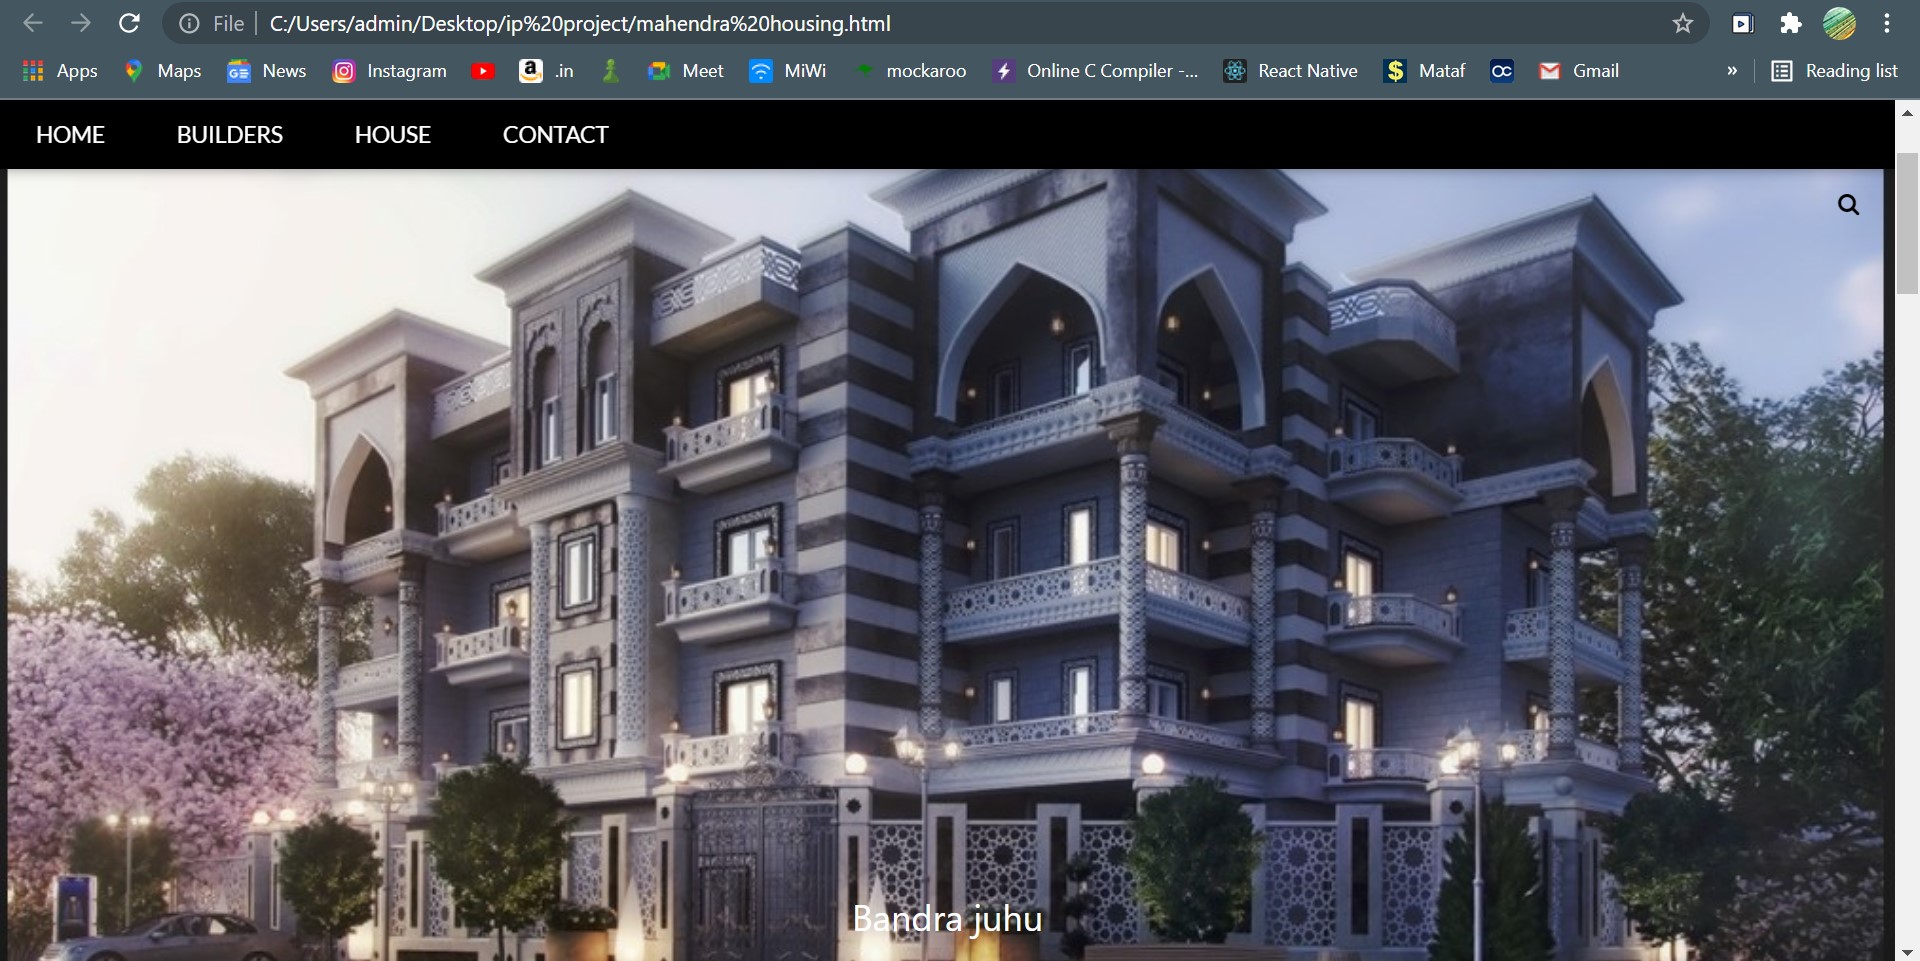 File | C:/Users/admin/Desktop/ip%20project/mahendra%20housing.html
Apps Maps News Instagram .in Meet MiWi mockaroo Online C Compiler -... React Native Mataf Gmail » Reading list
HOME BUILDERS HOUSE CONTACT
Bandra juhu